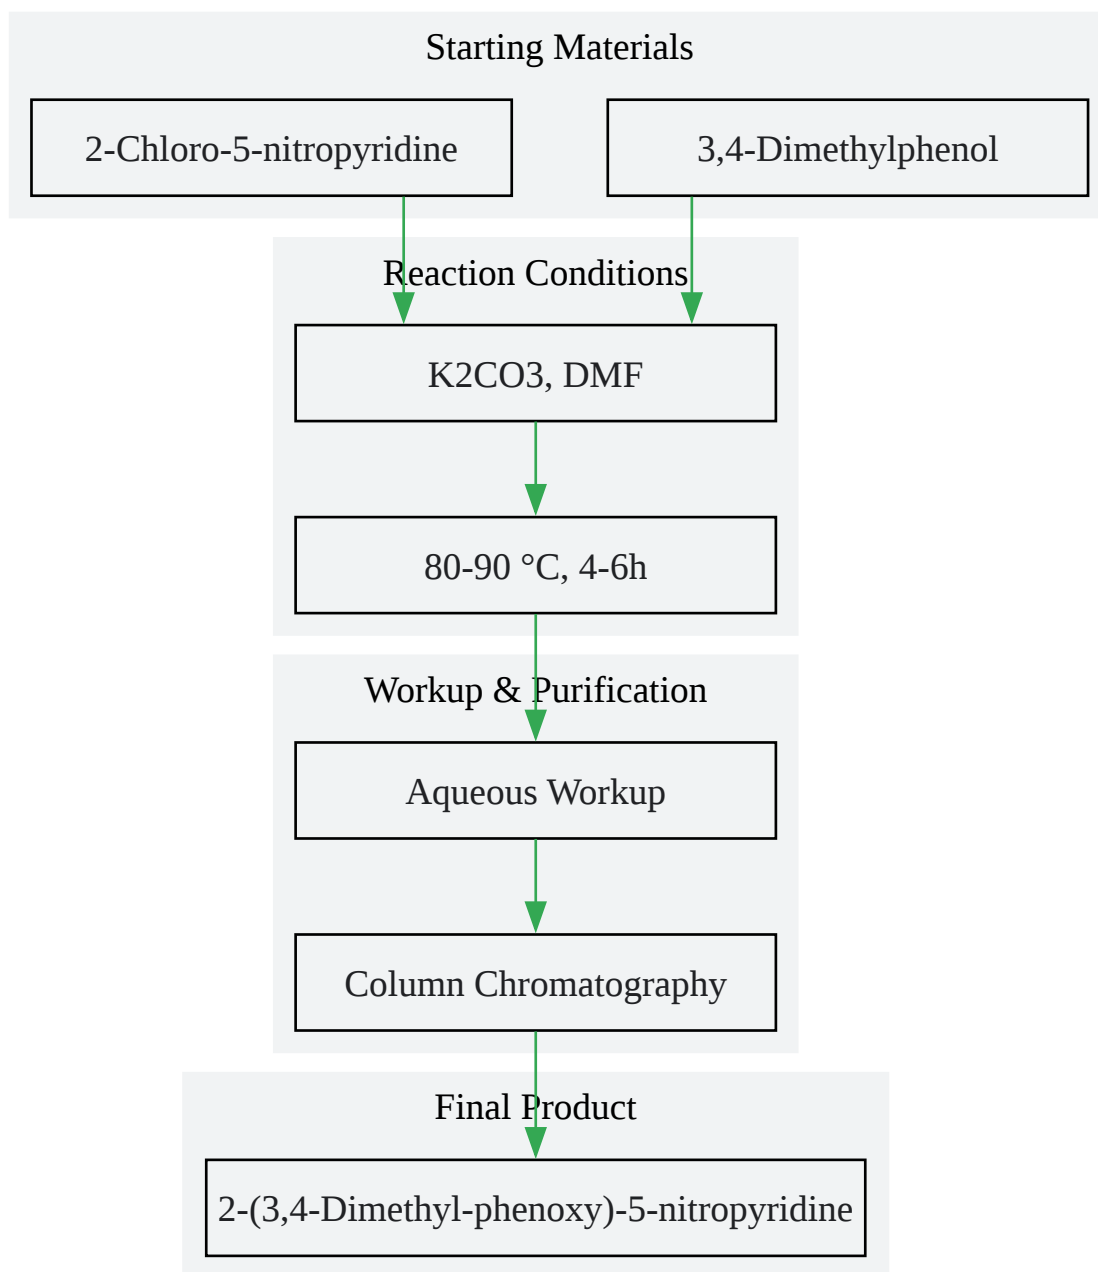 Starting Materials
2-Chloro-5-nitropyridine
3,4-Dimethylphenol
Reaction Conditions
K2CO3, DMF
80-90 °C, 4-6h
Workup & Purification
Aqueous Workup
Column Chromatography
Final Product
2-(3,4-Dimethyl-phenoxy)-5-nitropyridine